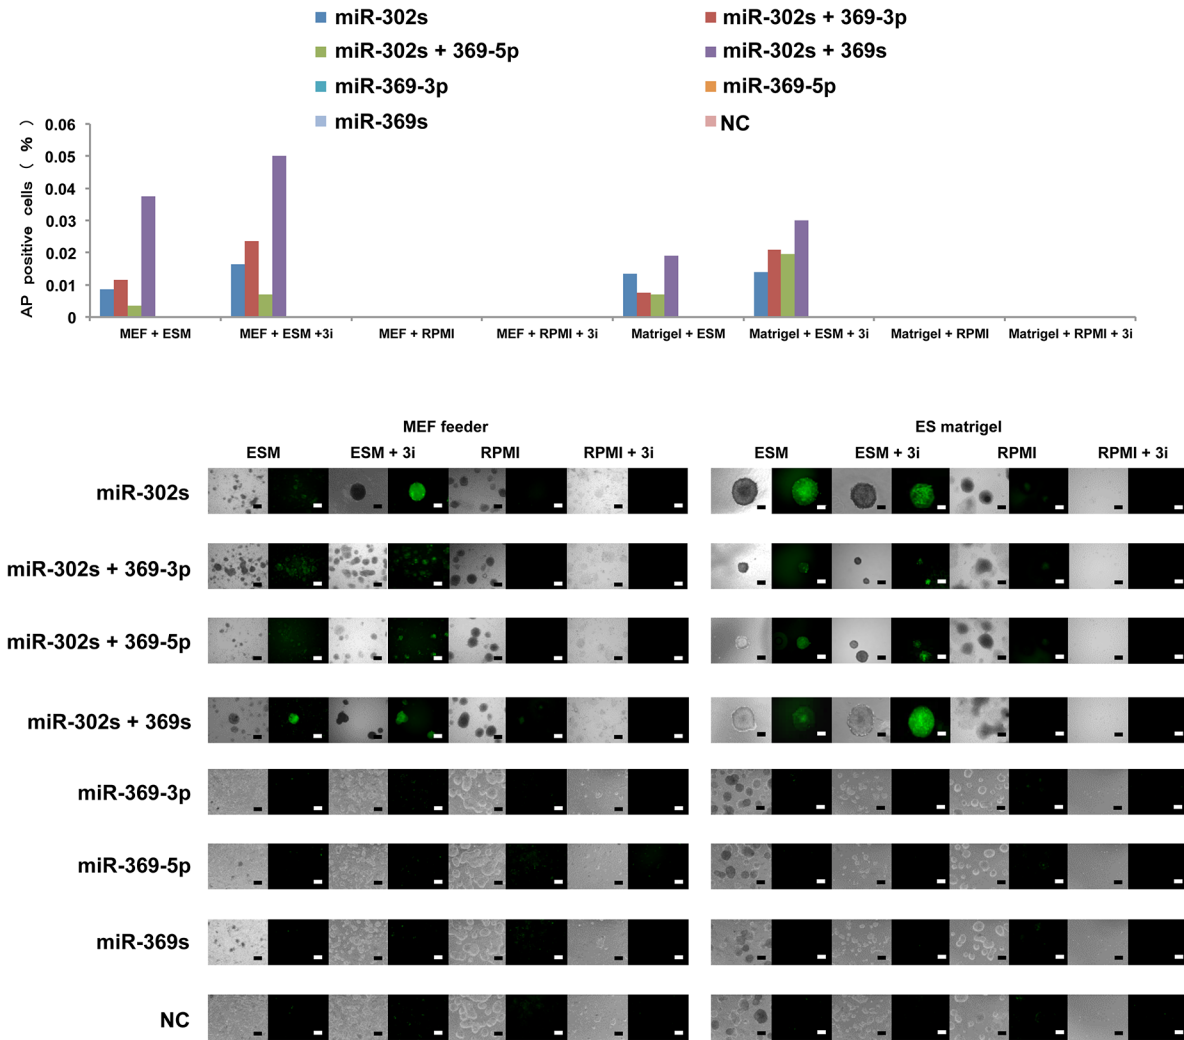 miR-302s
miR-302s + 369-3p
miR-302s + 369-5p
miR-302s + 369s
miR-369-3p
miR-369-5p
miR-369s
NC
AP positive cells ( % )
0.06
0.05
0.04
0.03
0.02
0.01
0
MEF + ESM
MEF + ESM +3i
MEF + RPMI
MEF + RPMI + 3i
Matrigel + ESM
Matrigel + ESM + 3i
Matrigel + RPMI
Matrigel + RPMI + 3i
MEF feeder
ES matrigel
ESM
ESM + 3i
RPMI
RPMI + 3i
ESM
ESM + 3i
RPMI
RPMI + 3i
miR-302s
miR-302s + 369-3p
miR-302s + 369-5p
miR-302s + 369s
miR-369-3p
miR-369-5p
miR-369s
NC